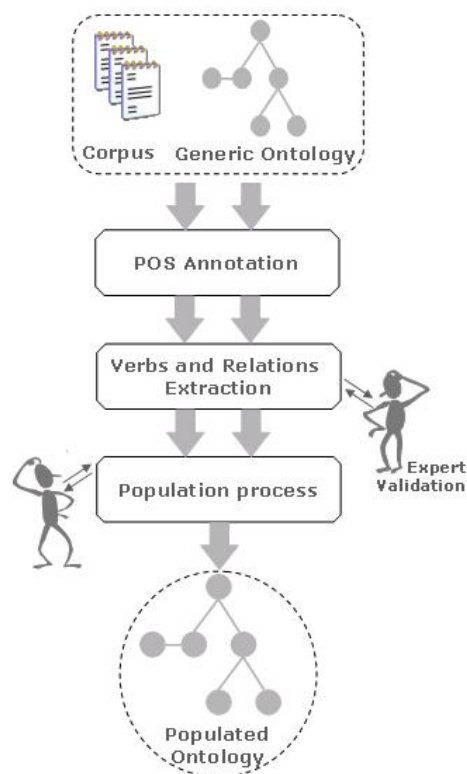 Corpus Generic Ontology
POS Annotation
Verbs and Relations
Extraction
Expert
Validation
Population process
Populated
Ontology